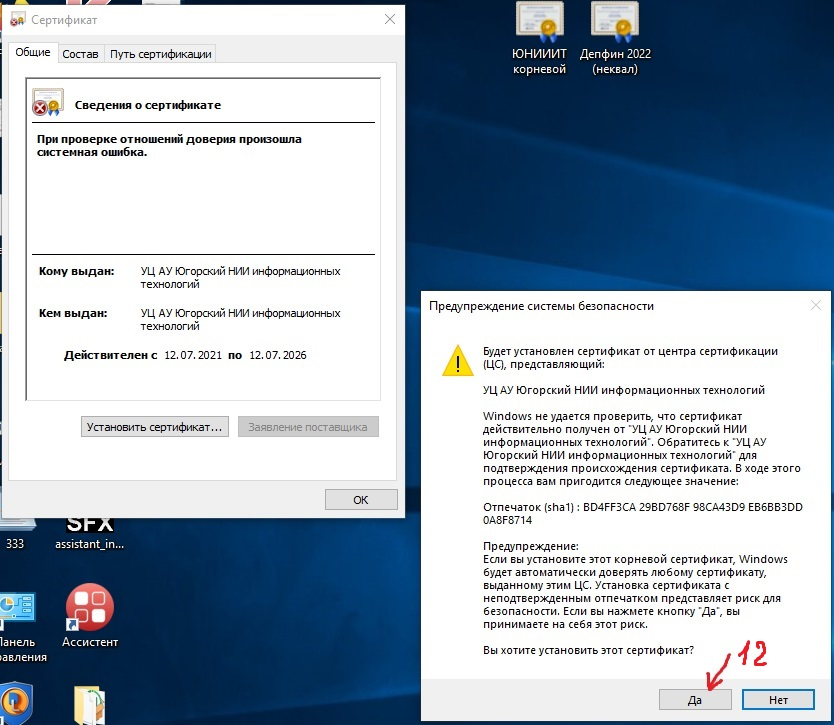 Сертификат
Общие
Состав
Путь сертификации
Сведения о сертификате
При проверке отношений доверия произошла
системная ошибка.
Кому выдан:
УЦ АУ Югорский НИИ информационных
технологий
Кем выдан:
УЦ АУ Югорский НИИ информационных
технологий
Действителен с 12.07.2021 по 12.07.2026
Установить сертификат...
Заявление поставщика
ОК
ЮНИИИТ
корневой
Депфин 2022
(неквал)
Предупреждение системы безопасности
Будет установлен сертификат от центра сертификации
(ЦС), представляющий:
УЦ АУ Югорский НИИ информационных технологий
Windows не удается проверить, что сертификат
действительно получен от "УЦ АУ Югорский НИИ
информационных технологий". Обратитесь к "УЦ АУ
Югорский НИИ информационных технологий" для
подтверждения происхождения сертификата. В ходе этого
процесса вам пригодится следующее значение:
Отпечаток (sha1) : BD4FF3CA 29BD768F 98CA43D9 EB6BB3DD
0A8F8714
Предупреждение:
Если вы установите этот корневой сертификат, Windows
будет автоматически доверять любому сертификату,
выданному этим ЦС. Установка сертификата с
неподтвержденным отпечатком представляет риск для
безопасности. Если вы нажмете кнопку "Да", вы
принимаете на себя этот риск.
Вы хотите установить этот сертификат?
12
Да
Нет
333
SFX
assistant_in...
Ассистент